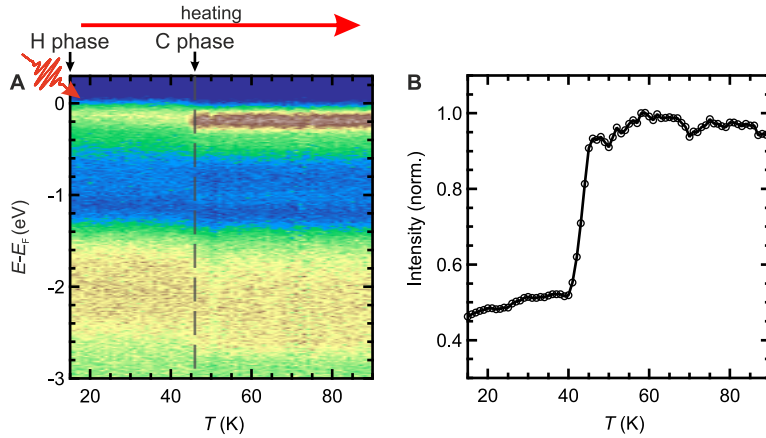 heating
H phase C phase
A
0
-1
-2
-3
E-E_F (eV)
20 40 60 80
T (K)
B
1.0
0.8
0.6
0.4
Intensity (norm.)
20 40 60 80
T (K)